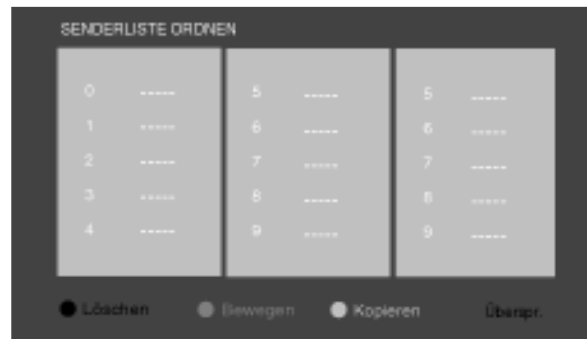 SENDERLISTE ORDNEN
0 ----- 5 ----- 5 -----
1 ----- 6 ----- 6 -----
2 ----- 7 ----- 7 -----
3 ----- 8 ----- 8 -----
4 ----- 9 ----- 9 -----
Löschen Bewegen Kopieren Überspr.